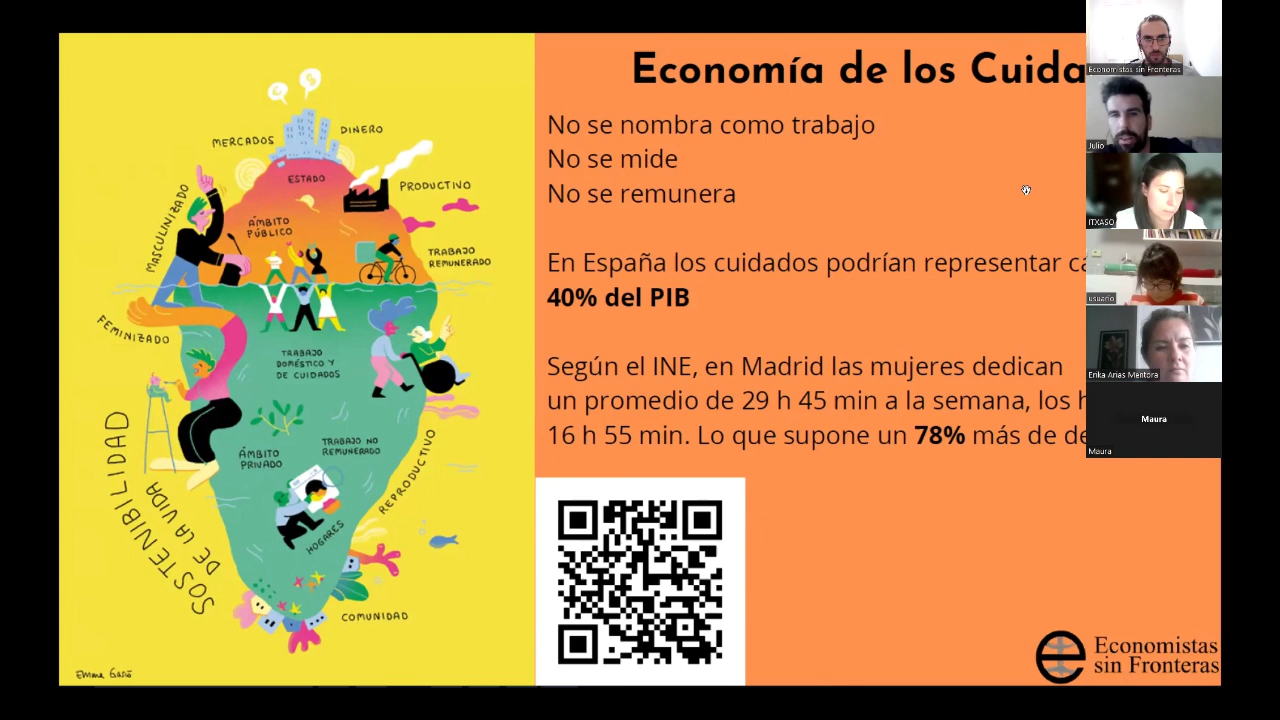 MERCADOS
DINERO
ESTADO
PRODUCTIVO
MASCULINIZADO
ÁMBITO
PÚBLICO
TRABAJO
REMUNERADO
FEMINIZADO
TRABAJO
DOMÉSTICO Y
DE CUIDADOS
TRABAJO NO
REMUNERADO
ÁMBITO
PRIVADO
REPRODUCTIVO
SOSTENIBILIDAD
DE LA VIDA
HOGARES
COMUNIDAD
Emma Gascó
Economía de los Cuida
No se nombra como trabajo
No se mide
No se remunera
En España los cuidados podrían representar ca
40% del PIB
Según el INE, en Madrid las mujeres dedican
un promedio de 29 h 45 min a la semana, los h
16 h 55 min. Lo que supone un 78% más de de
Economistas
sin Fronteras
Economistas sin Fronteras
Julio
ITXASO
usuario
Erika Arias Mentora
Maura
Maura